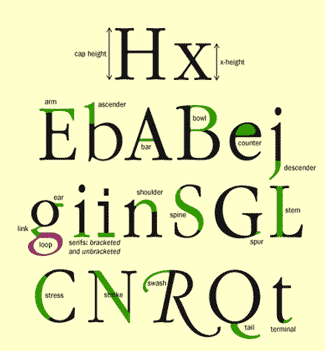 cap height
Hx
x-height
arm
ascender
bowl
EbABej
bar
counter
descender
ear
shoulder
giinSGL
stem
link
spine
loop
serifs: bracketed
and unbracketed
spur
swash
CNRQt
stress
stroke
tail
terminal